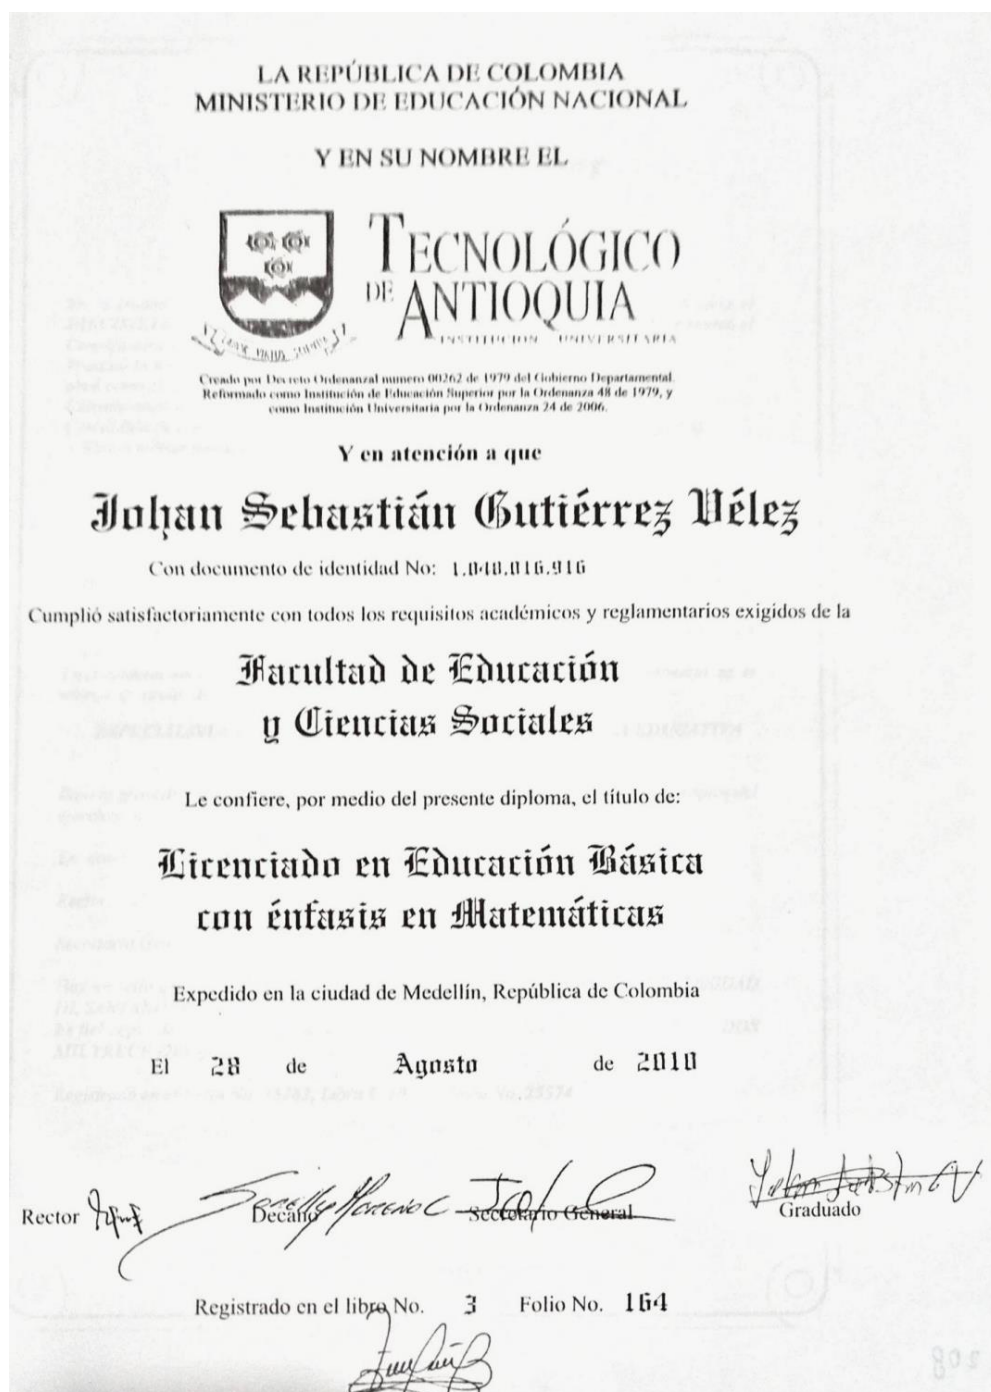 LA REPÚBLICA DE COLOMBIA
MINISTERIO DE EDUCACIÓN NACIONAL
Y EN SU NOMBRE EL
TECNOLÓGICO
DE ANTIOQUIA
INSTITUCIÓN UNIVERSITARIA
Creado por Decreto Ordenanzal numero 00262 de 1979 del Gobierno Departamental.
Reformado como Institución de Educación Superior por la Ordenanza 48 de 1979, y
como Institución Universitaria por la Ordenanza 24 de 2006.
Y en atención a que
Johan Sebastián Gutiérrez Vélez
Con documento de identidad No: 1.040.016.916
Cumplió satisfactoriamente con todos los requisitos académicos y reglamentarios exigidos de la
Facultad de Educación
y Ciencias Sociales
Le confiere, por medio del presente diploma, el título de:
Licenciado en Educación Básica
con énfasis en Matemáticas
Expedido en la ciudad de Medellín, República de Colombia
El 28 de Agosto de 2010
Rector Decano Secretario General Graduado
Registrado en el libro No. 3 Folio No. 164